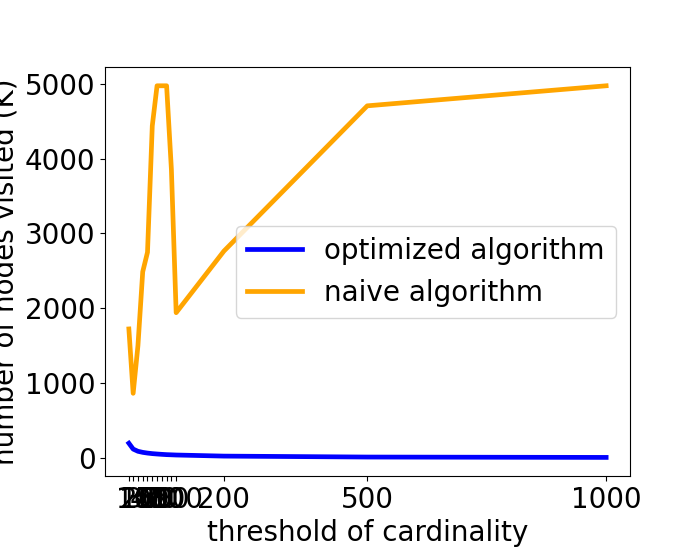 number of nodes visited (K)
5000
4000
3000
2000
1000
0
optimized algorithm
naive algorithm
200
500
1000
threshold of cardinality